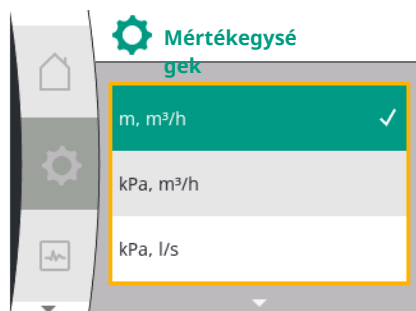 Mértékegysé
gek
m, m³/h
kPa, m³/h
kPa, l/s